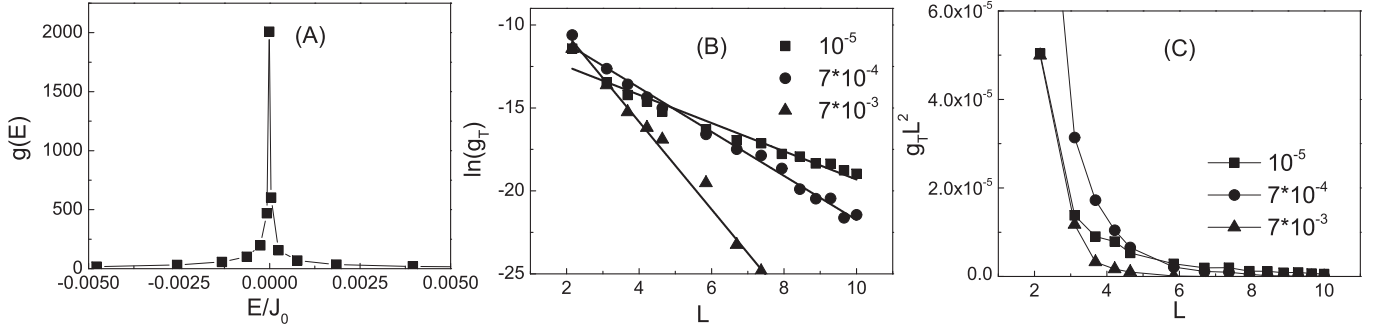 (A)
g(E)
2000
1500
1000
500
0
-0.0050 -0.0025 0.0000 0.0025 0.0050
E/J₀
(B)
ln(g_T)
-10
-15
-20
-25
2 4 6 8 10
L
10⁻⁵
7*10⁻⁴
7*10⁻³
(C)
g_TL²
6.0x10⁻⁵
4.0x10⁻⁵
2.0x10⁻⁵
0.0
2 4 6 8 10
L
10⁻⁵
7*10⁻⁴
7*10⁻³